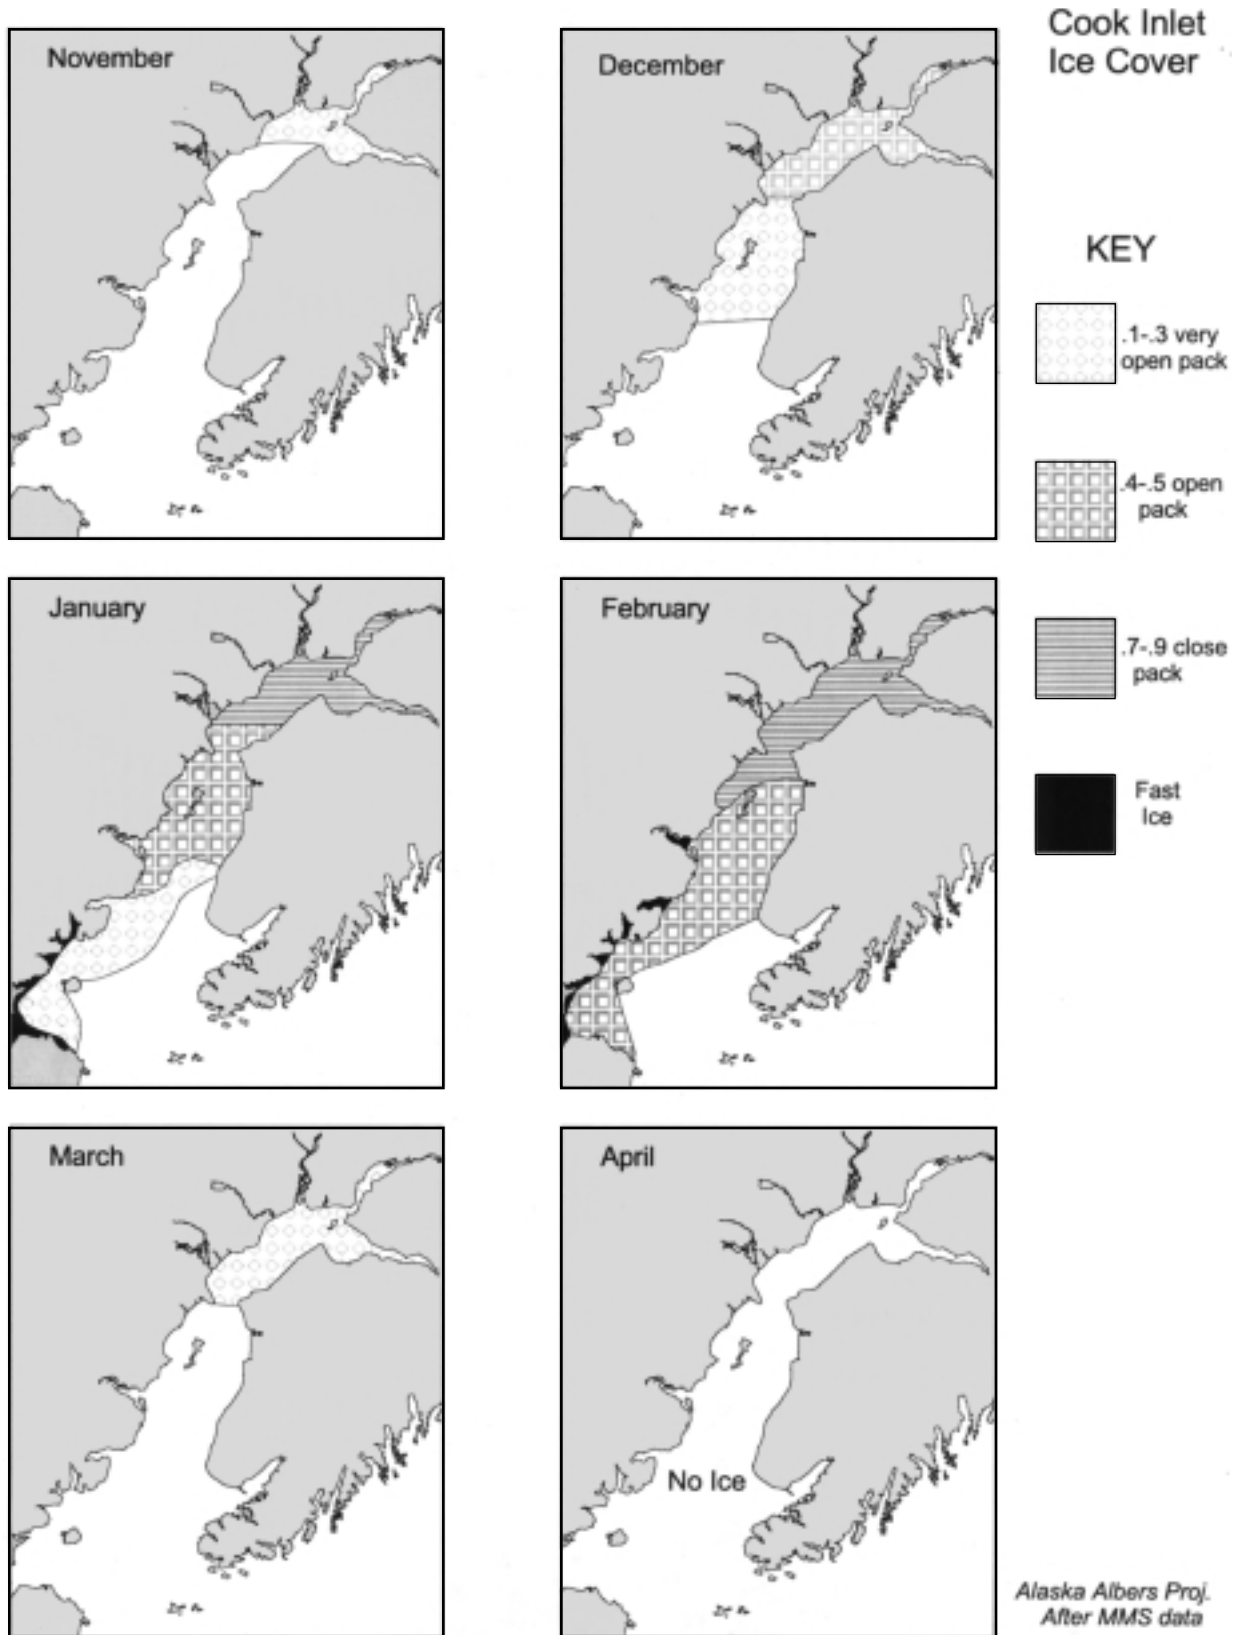 Cook Inlet
Ice Cover
November
December
KEY
.1-.3 very
open pack
.4-.5 open
pack
January
February
.7-.9 close
pack
Fast
Ice
March
April
No Ice
Alaska Albers Proj.
After MMS data